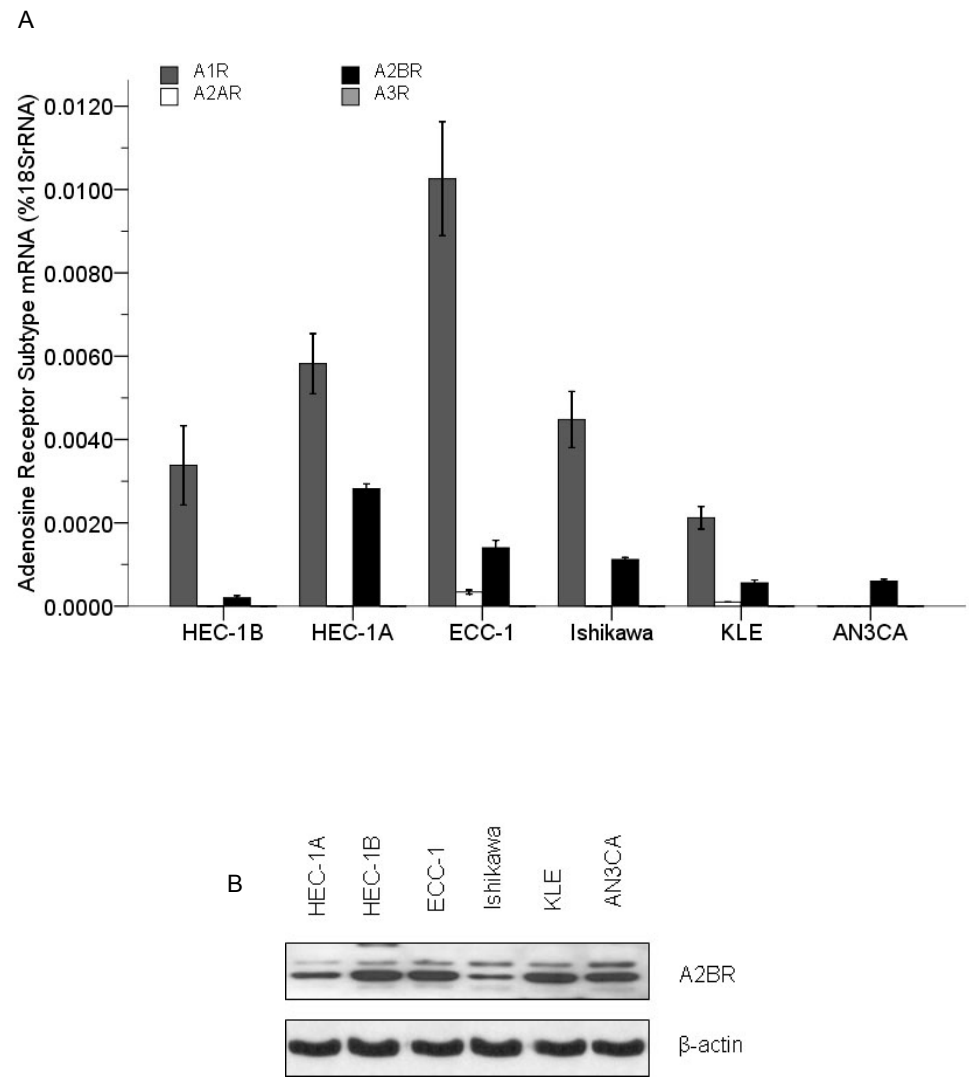 A
A1R
A2BR
A2AR
A3R
Adenosine Receptor Subtype mRNA (%18SrRNA)
0.0120
0.0100
0.0080
0.0060
0.0040
0.0020
0.0000
HEC-1B HEC-1A ECC-1 Ishikawa KLE AN3CA
B
HEC-1A HEC-1B ECC-1 Ishikawa KLE AN3CA
A2BR
β-actin